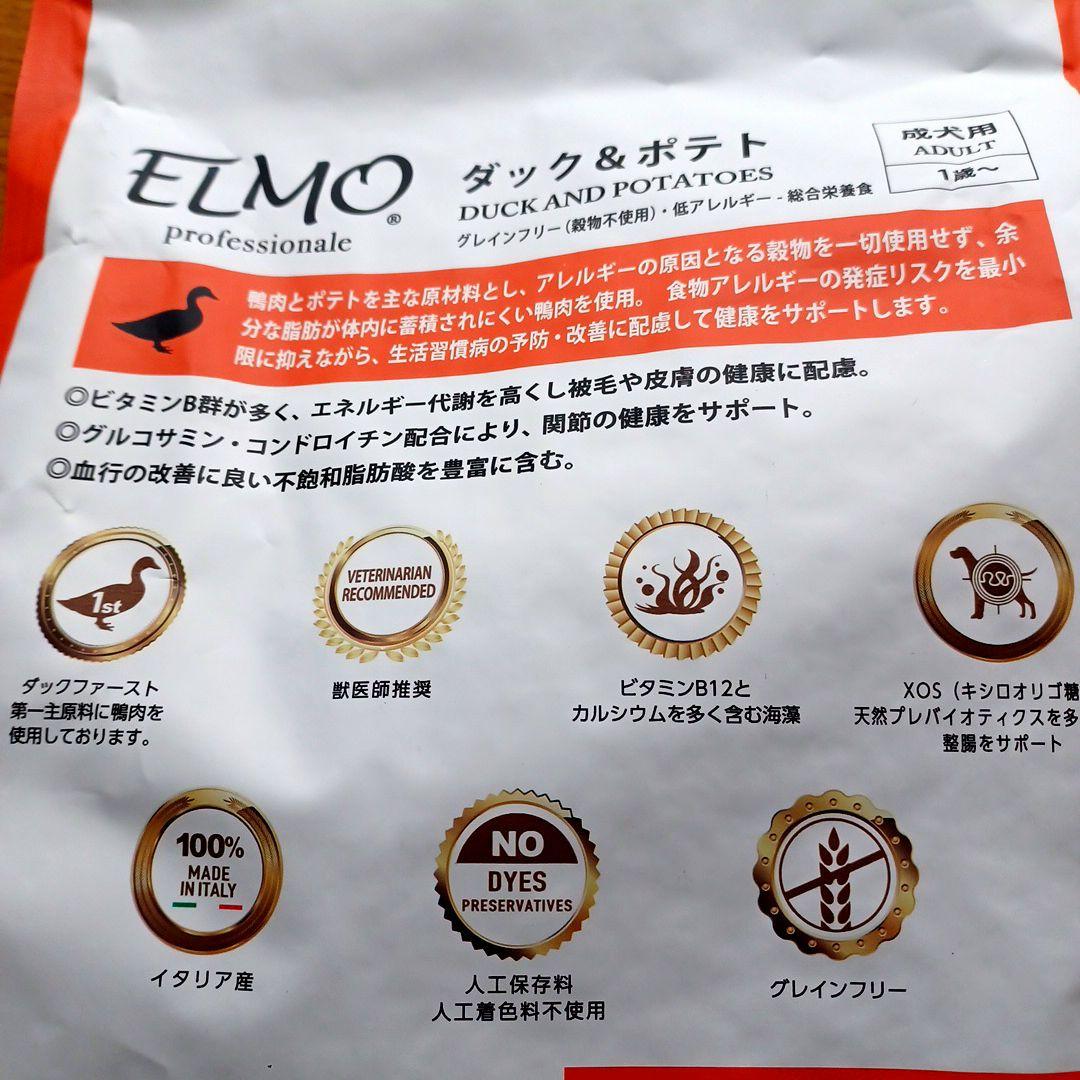 ELMO®
professionale
ダック&ポテト
DUCK AND POTATOES
グレインフリー(穀物不使用)・低アレルギー - 総合栄養食
成犬用
ADULT
1歳〜
鴨肉とポテトを主な原材料とし、アレルギーの原因となる穀物を一切使用せず、余
分な脂肪が体内に蓄積されにくい鴨肉を使用。 食物アレルギーの発症リスクを最小
限に抑えながら、生活習慣病の予防・改善に配慮して健康をサポートします。
◎ビタミンB群が多く、エネルギー代謝を高くし被毛や皮膚の健康に配慮。
◎グルコサミン・コンドロイチン配合により、関節の健康をサポート。
◎血行の改善に良い不飽和脂肪酸を豊富に含む。
1st
ダックファースト
第一主原料に鴨肉を
使用しております。
VETERINARIAN
RECOMMENDED
獣医師推奨
ビタミンB12と
カルシウムを多く含む海藻
XOS(キシロオリゴ糖
天然プレバイオティクスを多
整腸をサポート
100%
MADE
IN ITALY
イタリア産
NO
DYES
PRESERVATIVES
人工保存料
人工着色料不使用
グレインフリー